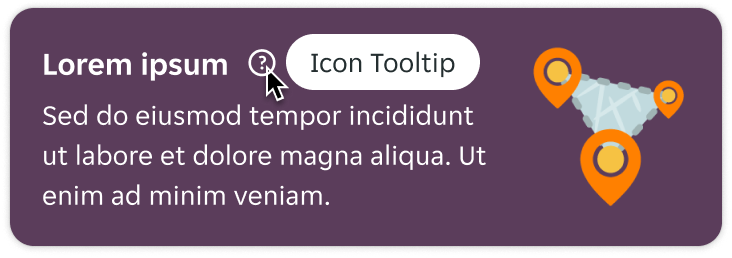 Lorem ipsum ? Icon Tooltip
Sed do eiusmod tempor incididunt
ut labore et dolore magna aliqua. Ut
enim ad minim veniam.